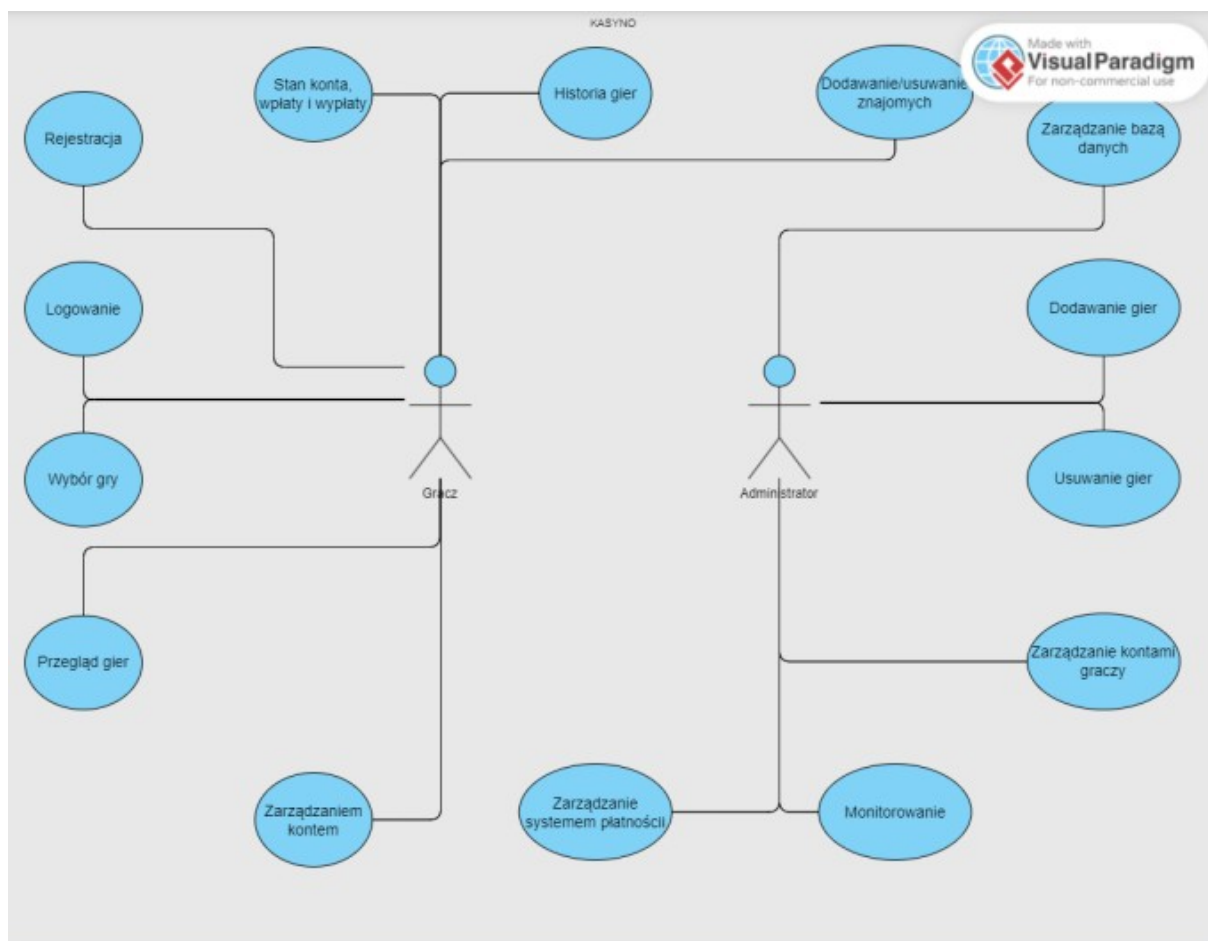 KASYNO
Made with
Visual Paradigm
For non-commercial use
Stan konta,
wpłaty i wypłaty
Historia gier
Dodawanie/usuwanie
znajomych
Rejestracja
Zarządzanie bazą
danych
Logowanie
Dodawanie gier
Wybór gry
Usuwanie gier
Gracz
Administrator
Przegląd gier
Zarządzanie kontami
graczy
Zarządzaniem
kontem
Zarządzanie
systemem płatnościi
Monitorowanie